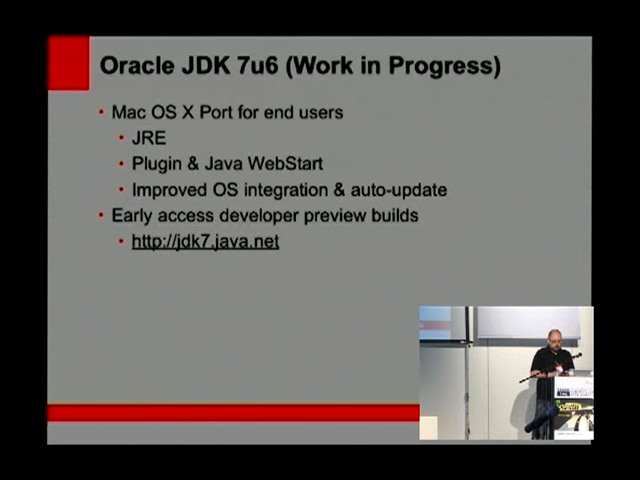 Oracle JDK 7u6 (Work in Progress)
• Mac OS X Port for end users
• JRE
• Plugin & Java WebStart
• Improved OS integration & auto-update
• Early access developer preview builds
• http://jdk7.java.net